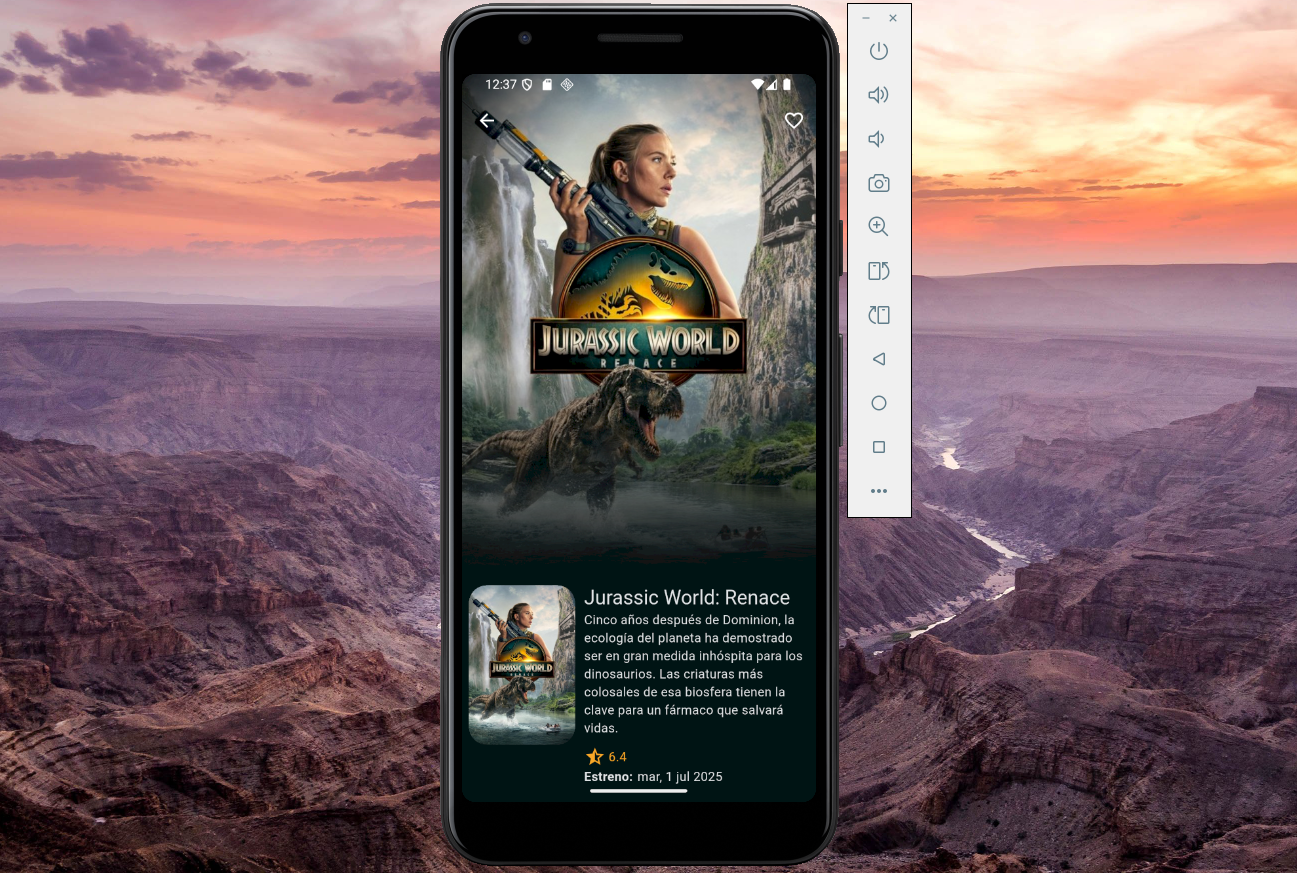 12:37
JURASSIC WORLD
RENACE
Jurassic World: Renace
Cinco años después de Dominion, la
ecología del planeta ha demostrado
ser en gran medida inhóspita para los
dinosaurios. Las criaturas más
colosales de esa biosfera tienen la
clave para un fármaco que salvará
vidas.
JURASSIC WORLD
RENACE
6.4
Estreno: mar, 1 jul 2025